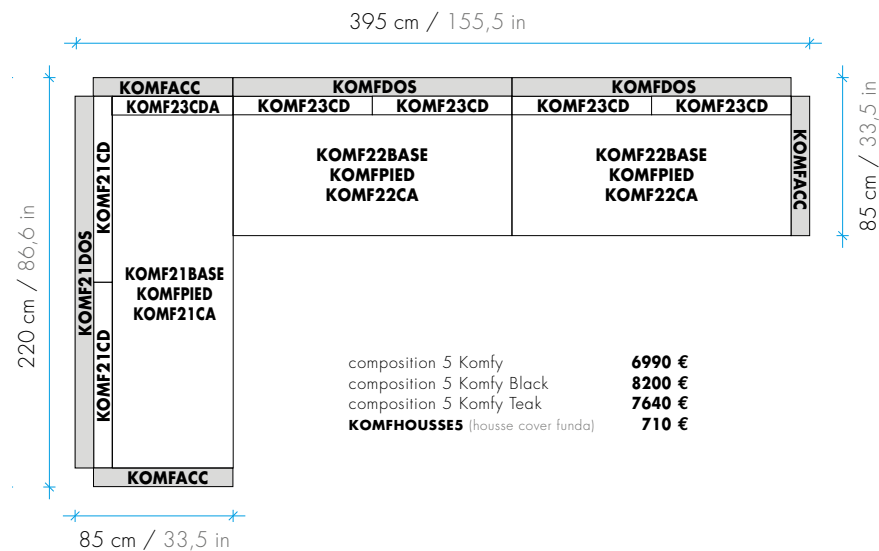 395 cm / 155,5 in
KOMFACC
KOMFDOS
KOMFDOS
KOMF23CDA
KOMF23CD
KOMF23CD
KOMF23CD
KOMF23CD
KOMF21DOS
KOMF21CD
KOMF21CD
KOMF22BASE
KOMFPIED
KOMF22CA
KOMF22BASE
KOMFPIED
KOMF22CA
KOMFACC
85 cm / 33,5 in
220 cm / 86,6 in
KOMF21BASE
KOMFPIED
KOMF21CA
composition 5 Komfy 6990 €
composition 5 Komfy Black 8200 €
composition 5 Komfy Teak 7640 €
KOMFHOUSSE5 (housse cover funda) 710 €
KOMFACC
85 cm / 33,5 in